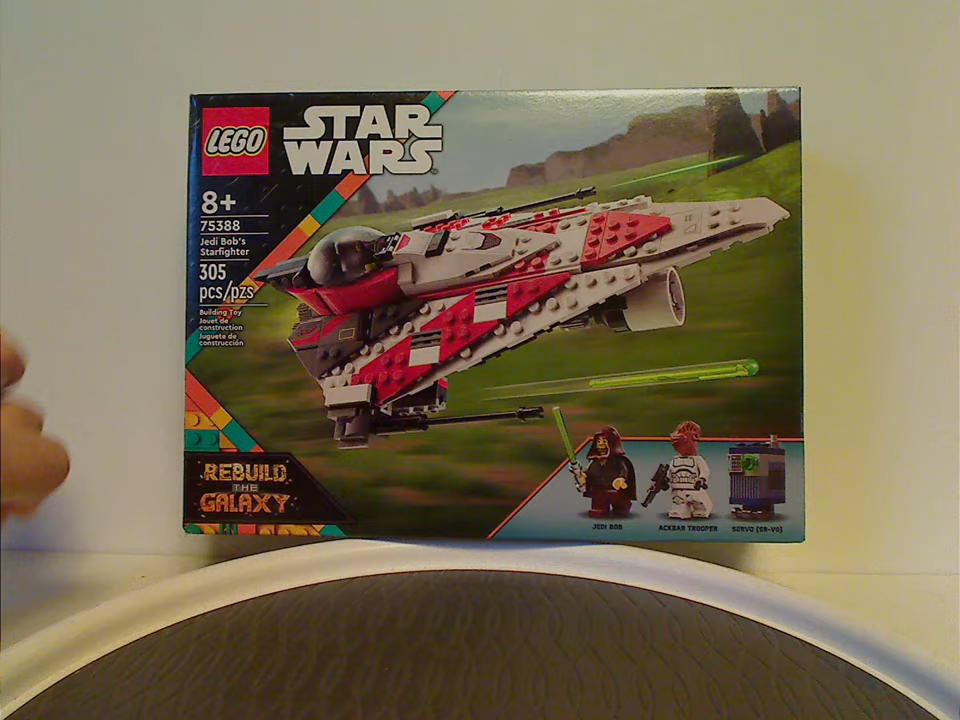 LEGO
STAR
WARS
8+
75388
Jedi Bob's
Starfighter
305
pcs/pzs
Building Toy
Jouet de
construction
Juguete de
construcción
REBUILD
THE
GALAXY
JEDI BOB
ACKBAR TROOPER
SERVO (SR-V0)